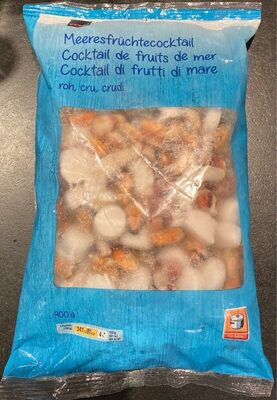 Meeresfrüchtecocktail
Cocktail de fruits de mer
Cocktail di frutti di mare
roh, cru, crudi
900 g